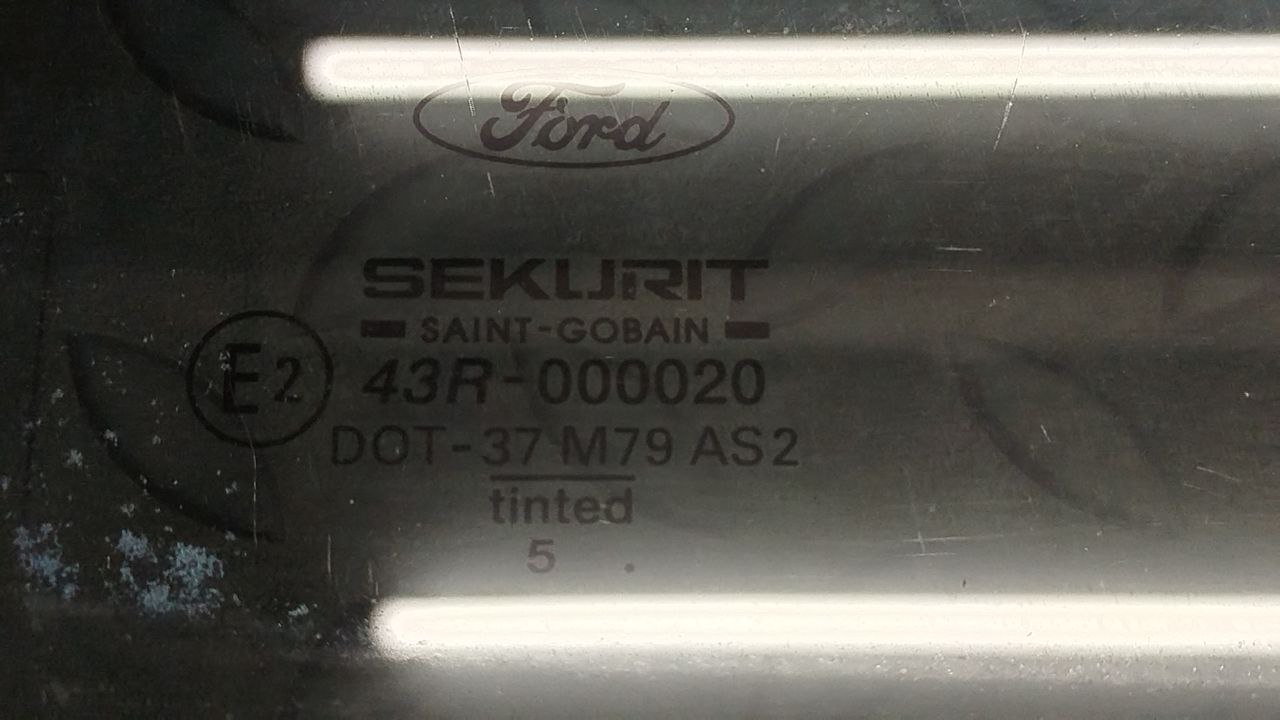 Ford
SEKURIT
SAINT-GOBAIN
E2
43R-000020
DOT-37 M79 AS2
tinted
5 .